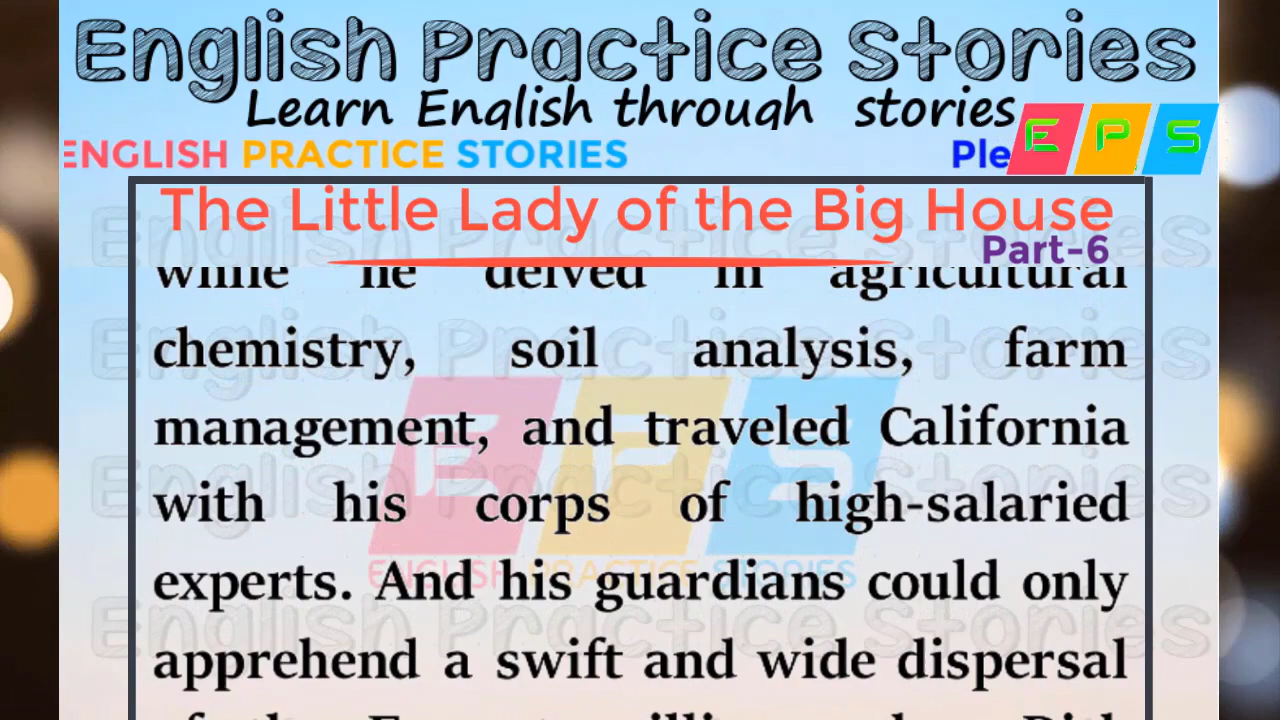 English Practice Stories
Learn English through stories
ENGLISH PRACTICE STORIES Ple
E P S
The Little Lady of the Big House
Part-6
while he delved in agricultural
chemistry, soil analysis, farm
management, and traveled California
with his corps of high-salaried
experts. And his guardians could only
apprehend a swift and wide dispersal